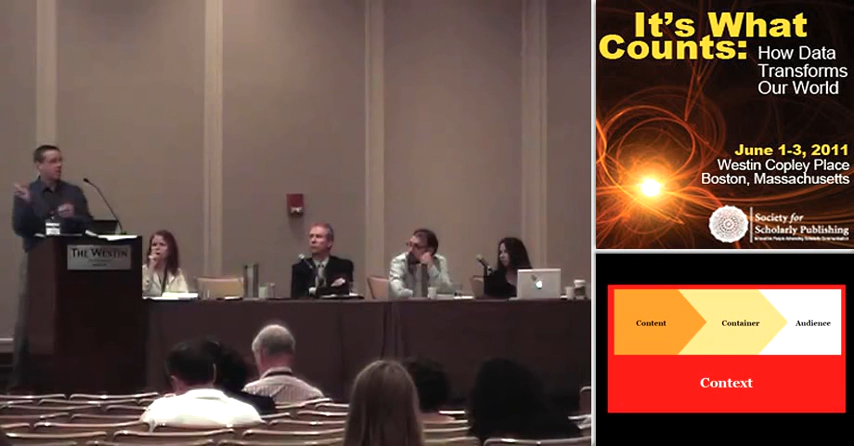 THE WESTIN
It's What
Counts:
How Data
Transforms
Our World
June 1-3, 2011
Westin Copley Place
Boston, Massachusetts
Society for
Scholarly Publishing
Content
Container
Audience
Context